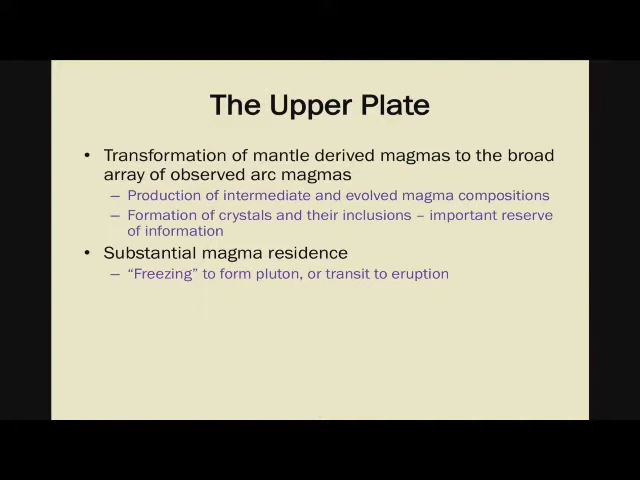 The Upper Plate
• Transformation of mantle derived magmas to the broad
array of observed arc magmas
– Production of intermediate and evolved magma compositions
– Formation of crystals and their inclusions – important reserve
of information
• Substantial magma residence
– “Freezing” to form pluton, or transit to eruption